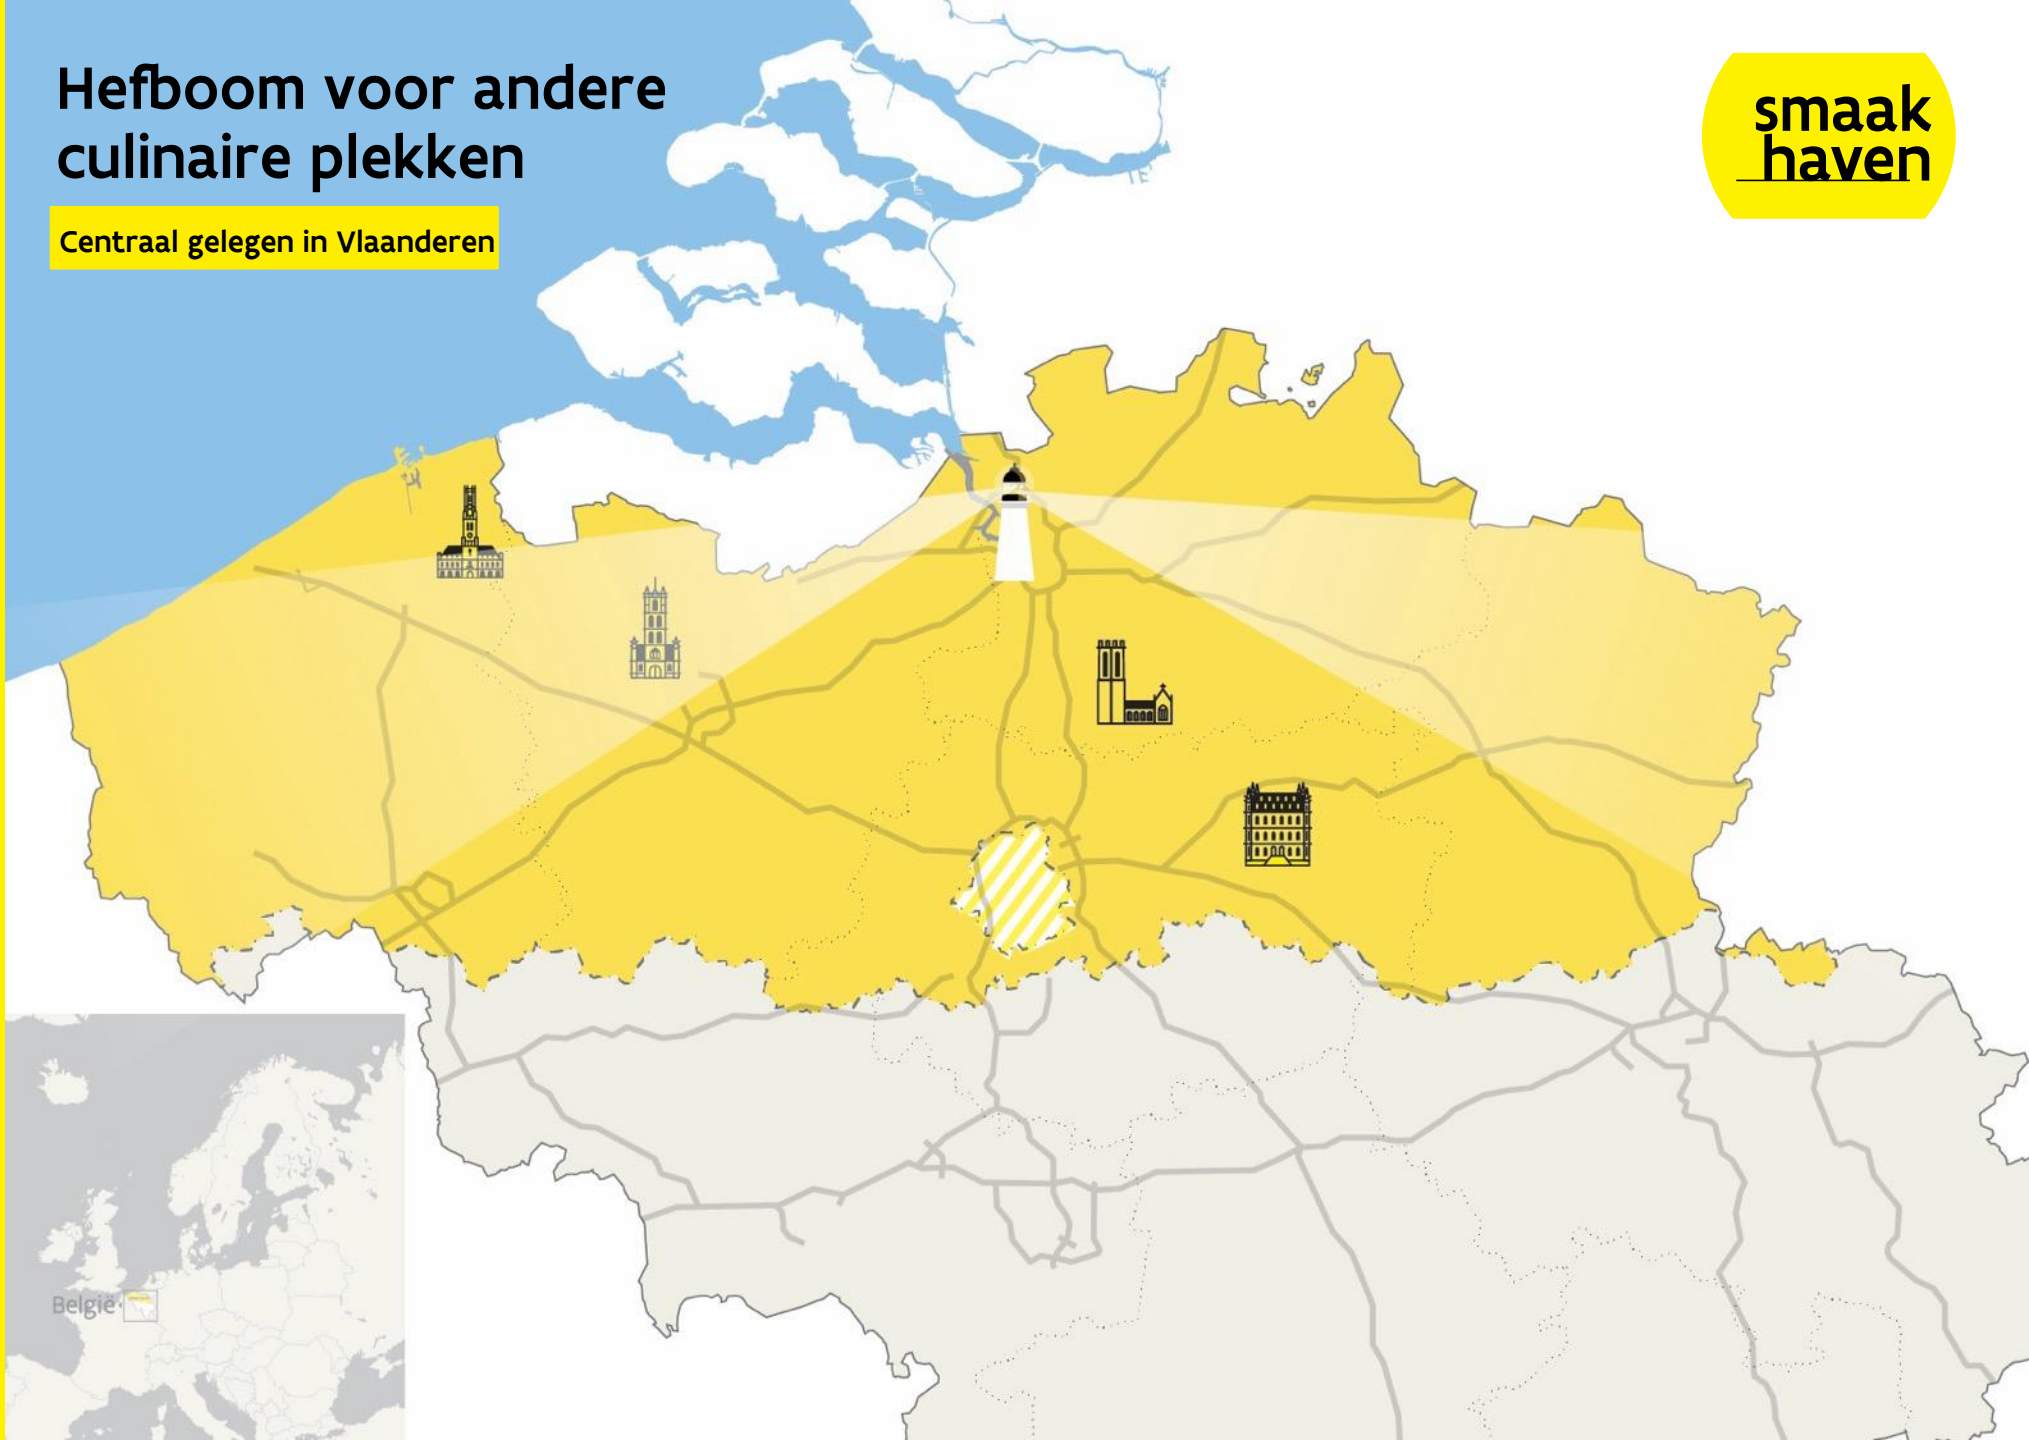 Hefboom voor andere
culinaire plekken
Centraal gelegen in Vlaanderen
smaak
haven
België